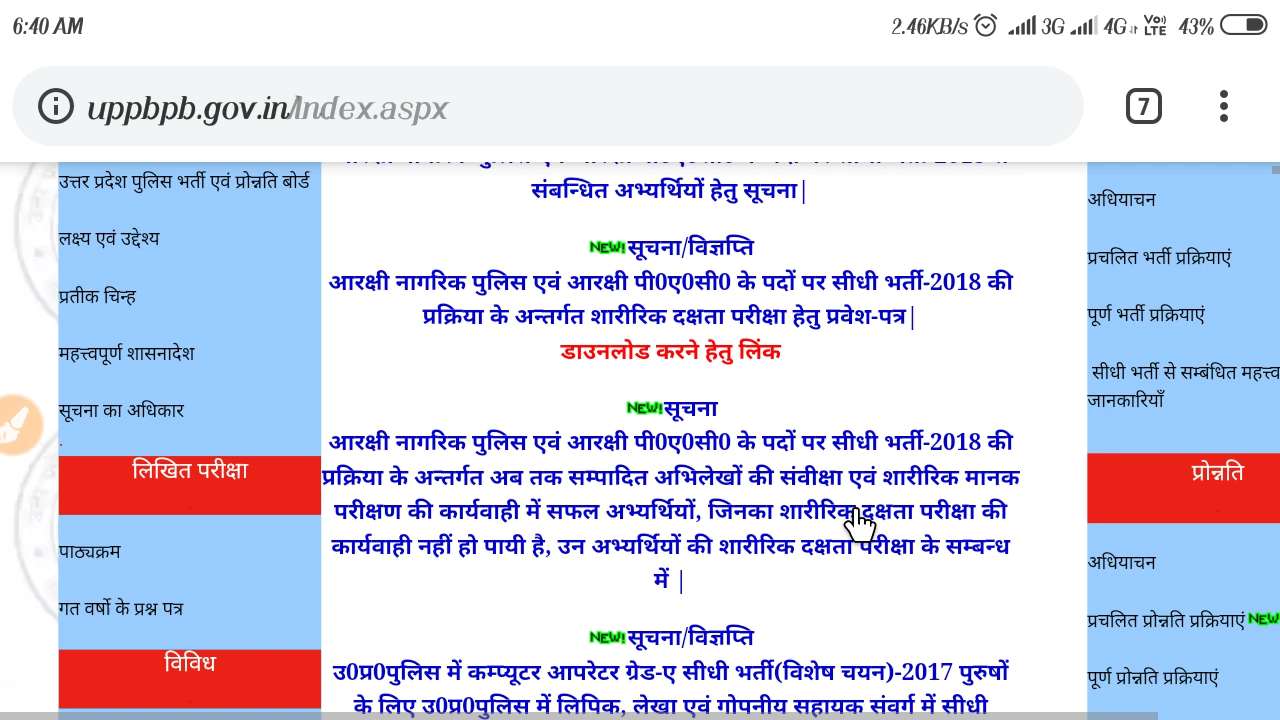 6:40 AM
2.46KB/s 3G 4G Vo)) LTE 43%
uppbpb.gov.in/Index.aspx
7
उत्तर प्रदेश पुलिस भर्ती एवं प्रोन्नति बोर्ड
लक्ष्य एवं उद्देश्य
प्रतीक चिन्ह
महत्त्वपूर्ण शासनादेश
सूचना का अधिकार
लिखित परीक्षा
पाठ्यक्रम
गत वर्षो के प्रश्न पत्र
विविध
संबन्धित अभ्यर्थियों हेतु सूचना|
NEW! सूचना/विज्ञप्ति
आरक्षी नागरिक पुलिस एवं आरक्षी पी0ए0सी0 के पदों पर सीधी भर्ती-2018 की
प्रक्रिया के अन्तर्गत शारीरिक दक्षता परीक्षा हेतु प्रवेश-पत्र|
डाउनलोड करने हेतु लिंक
NEW! सूचना
आरक्षी नागरिक पुलिस एवं आरक्षी पी0ए0सी0 के पदों पर सीधी भर्ती-2018 की
प्रक्रिया के अन्तर्गत अब तक सम्पादित अभिलेखों की संवीक्षा एवं शारीरिक मानक
परीक्षण की कार्यवाही में सफल अभ्यर्थियों, जिनका शारीरिक दक्षता परीक्षा की
कार्यवाही नहीं हो पायी है, उन अभ्यर्थियों की शारीरिक दक्षता परीक्षा के सम्बन्ध
में |
NEW! सूचना/विज्ञप्ति
उ0प्र0पुलिस में कम्प्यूटर आपरेटर ग्रेड-ए सीधी भर्ती(विशेष चयन)-2017 पुरुषों
के लिए उ0प्र0पुलिस में लिपिक, लेखा एवं गोपनीय सहायक संवर्ग में सीधी
अधियाचन
प्रचलित भर्ती प्रक्रियाएं
पूर्ण भर्ती प्रक्रियाएं
सीधी भर्ती से सम्बंधित
जानकारियाँ
प्रोन्नति
अधियाचन
प्रचलित प्रोन्नति प्रक्रियाएं NEW
पूर्ण प्रोन्नति प्रक्रियाएं